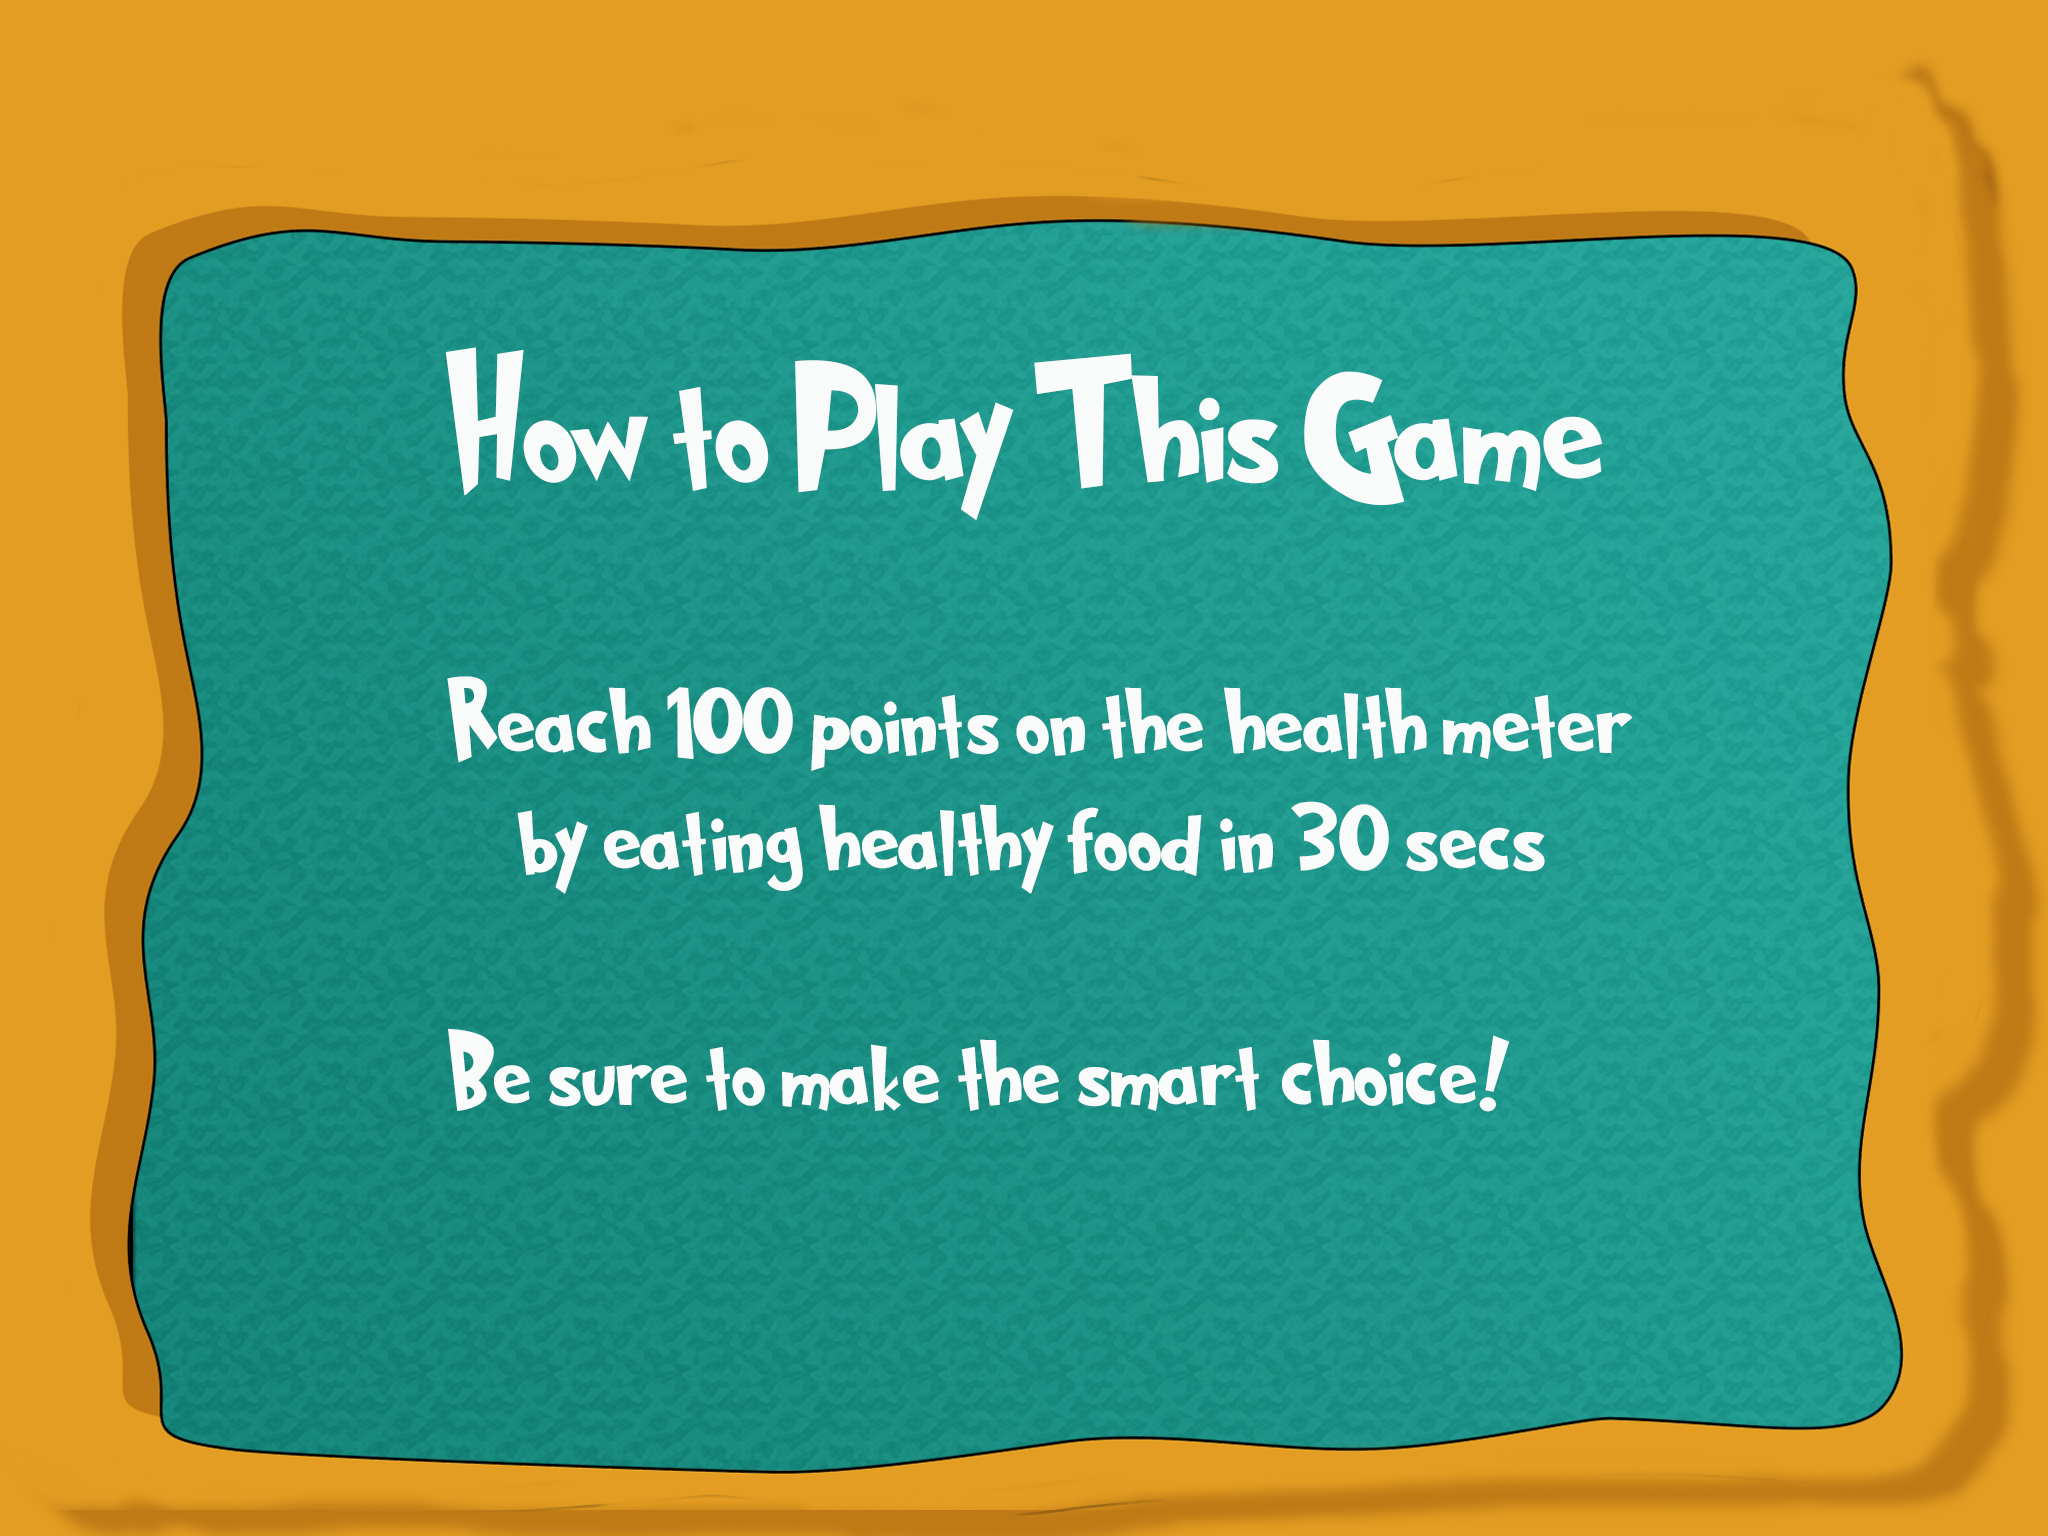 How to Play This Game
Reach 100 points on the health meter
by eating healthy food in 30 secs
Be sure to make the smart choice!